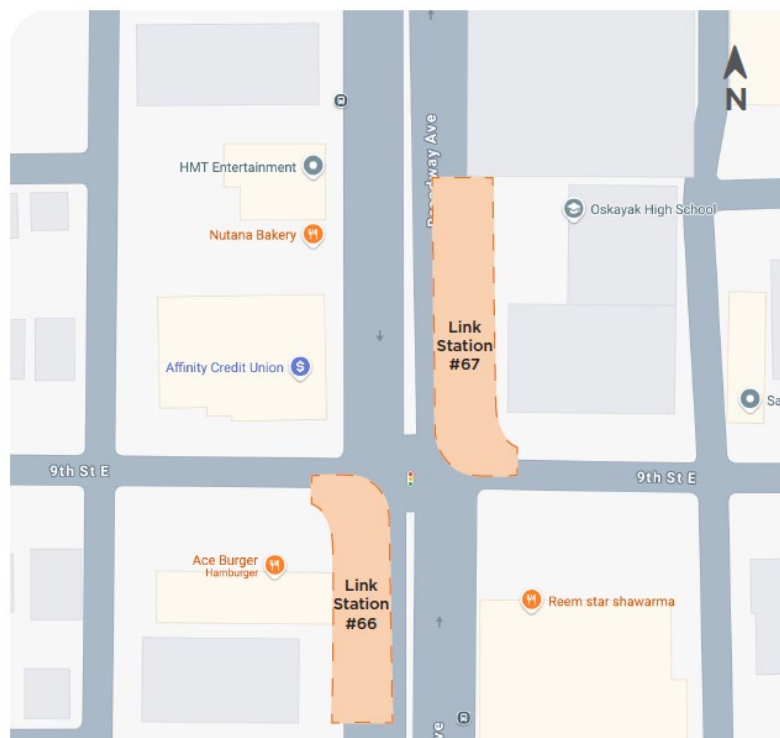 N
HMT Entertainment
Broadway Ave
Oskayak High School
Nutana Bakery
Link
Station
#67
Affinity Credit Union
$
Sa
9th St E
9th St E
Ace Burger
Hamburger
Link
Station
#66
Reem star shawarma
ve